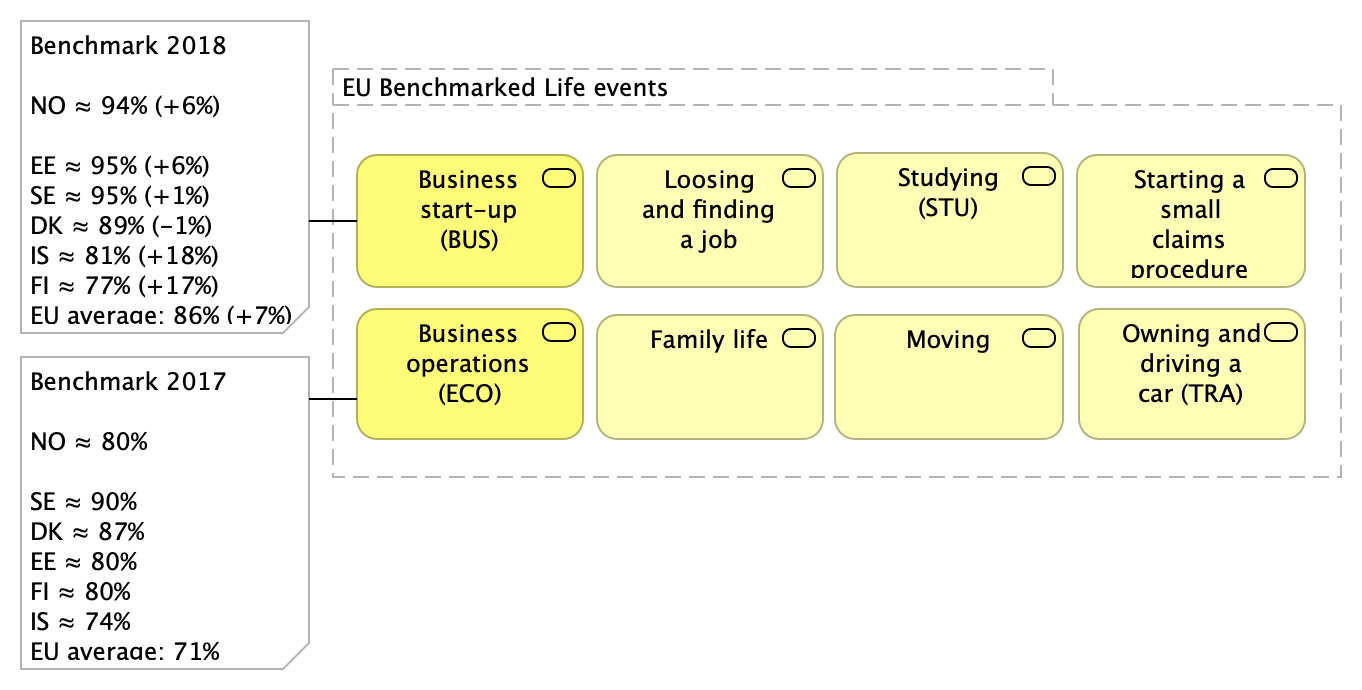 Benchmark 2018
NO ≈ 94% (+6%)
EE ≈ 95% (+6%)
SE ≈ 95% (+1%)
DK ≈ 89% (−1%)
IS ≈ 81% (+18%)
FI ≈ 77% (+17%)
EU average: 86% (+7%)
Benchmark 2017
NO ≈ 80%
SE ≈ 90%
DK ≈ 87%
EE ≈ 80%
FI ≈ 80%
IS ≈ 74%
EU average: 71%
EU Benchmarked Life events
Business
start-up
(BUS)
Loosing
and finding
a job
Studying
(STU)
Starting a
small
claims
procedure
Business
operations
(ECO)
Family life
Moving
Owning and
driving a
car (TRA)